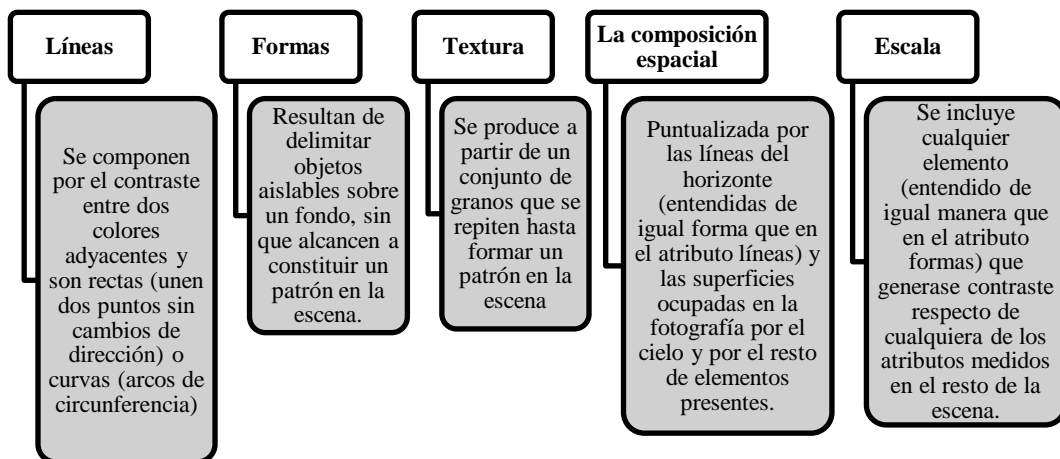 Líneas
Se componen
por el contraste
entre dos
colores
adyacentes y
son rectas (unen
dos puntos sin
cambios de
dirección) o
curvas (arcos de
circunferencia)
Formas
Resultan de
delimitar
objetos
aislables sobre
un fondo, sin
que alcancen a
constituir un
patrón en la
escena.
Textura
Se produce a
partir de un
conjunto de
granos que se
repiten hasta
formar un
patrón en la
escena
La composición
espacial
Puntualizada por
las líneas del
horizonte
(entendidas de
igual forma que en
el atributo líneas) y
las superficies
ocupadas en la
fotografía por el
cielo y por el resto
de elementos
presentes.
Escala
Se incluye
cualquier
elemento
(entendido de
igual manera que
en el atributo
formas) que
generase contraste
respecto de
cualquiera de los
atributos medidos
en el resto de la
escena.